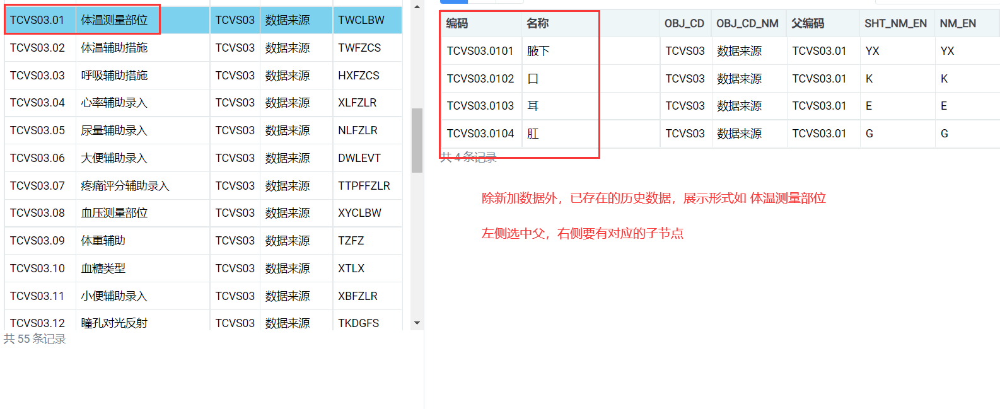 TCVS03.01 体温测量部位 TCVS03 数据来源 TWCLBW
TCVS03.02 体温辅助措施 TCVS03 数据来源 TWFZCS
TCVS03.03 呼吸辅助措施 TCVS03 数据来源 HXFZCS
TCVS03.04 心率辅助录入 TCVS03 数据来源 XLFZLR
TCVS03.05 尿量辅助录入 TCVS03 数据来源 NLFZLR
TCVS03.06 大便辅助录入 TCVS03 数据来源 DWLEVT
TCVS03.07 疼痛评分辅助录入 TCVS03 数据来源 TTPFFZLR
TCVS03.08 血压测量部位 TCVS03 数据来源 XYCLBW
TCVS03.09 体重辅助 TCVS03 数据来源 TZFZ
TCVS03.10 血糖类型 TCVS03 数据来源 XTLX
TCVS03.11 小便辅助录入 TCVS03 数据来源 XBFZLR
TCVS03.12 瞳孔对光反射 TCVS03 数据来源 TKDGFS
共 55 条记录
编码 名称 OBJ_CD OBJ_CD_NM 父编码 SHT_NM_EN NM_EN
TCVS03.0101 腋下 TCVS03 数据来源 TCVS03.01 YX YX
TCVS03.0102 口 TCVS03 数据来源 TCVS03.01 K K
TCVS03.0103 耳 TCVS03 数据来源 TCVS03.01 E E
TCVS03.0104 肛 TCVS03 数据来源 TCVS03.01 G G
共 4 条记录
除新加数据外，已存在的历史数据，展示形式如 体温测量部位
左侧选中父，右侧要有对应的子节点